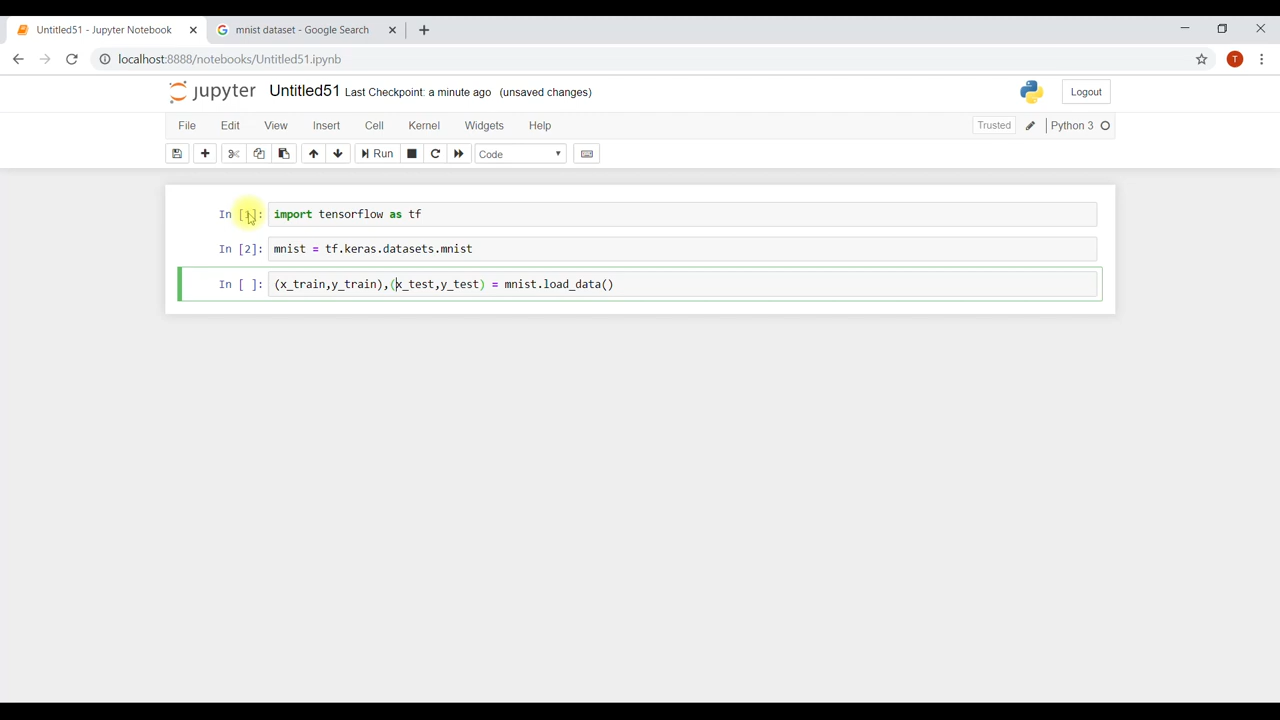 Untitled51 - Jupyter Notebook
mnist dataset - Google Search
localhost:8888/notebooks/Untitled51.ipynb
T
jupyter Untitled51 Last Checkpoint: a minute ago (unsaved changes)
Logout
File Edit View Insert Cell Kernel Widgets Help
Trusted
Python 3
Run
Code
In [1]: import tensorflow as tf
In [2]: mnist = tf.keras.datasets.mnist
In [ ]: (x_train,y_train),(x_test,y_test) = mnist.load_data()